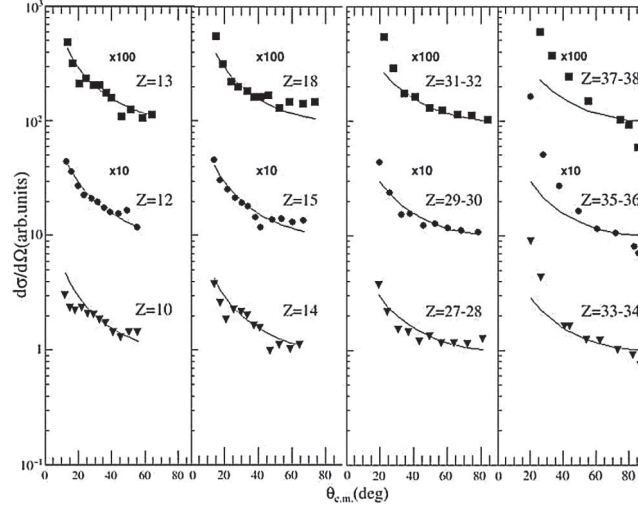 10³
x100
x100
x100
x100
Z=13
Z=18
Z=31-32
Z=37-38
10²
x10
x10
x10
x10
Z=12
Z=15
Z=29-30
Z=35-36
10
Z=10
Z=14
Z=27-28
Z=33-34
1
10⁻¹
0 20 40 60 80 0 20 40 60 80 0 20 40 60 80 0 20 40 60 80
dσ/dΩ(arb.units)
θc.m.(deg)